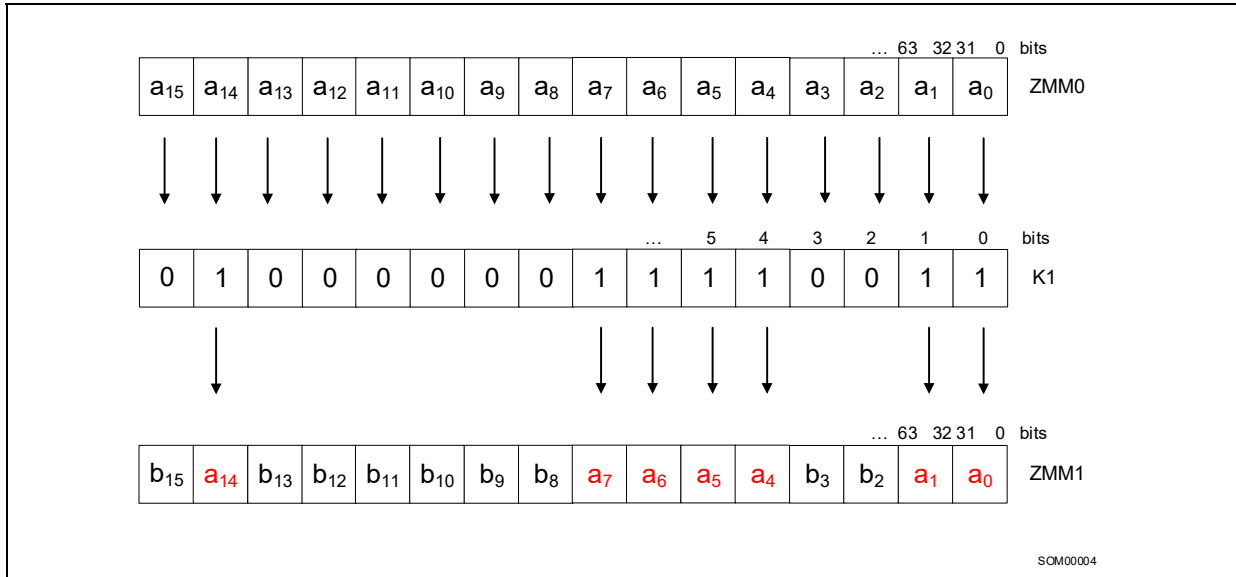 ... 63 32 31 0 bits
a15 a14 a13 a12 a11 a10 a9 a8 a7 a6 a5 a4 a3 a2 a1 a0 ZMM0
... 5 4 3 2 1 0 bits
0 1 0 0 0 0 0 0 1 1 1 1 0 0 1 1 K1
... 63 32 31 0 bits
b15 a14 b13 b12 b11 b10 b9 b8 a7 a6 a5 a4 b3 b2 a1 a0 ZMM1
SOM00004